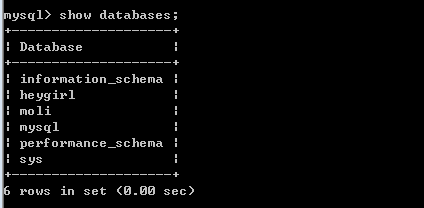 mysql> show databases;
+--------------------+
| Database           |
+--------------------+
| information_schema |
| heygirl            |
| moli               |
| mysql              |
| performance_schema |
| sys                |
+--------------------+
6 rows in set (0.00 sec)